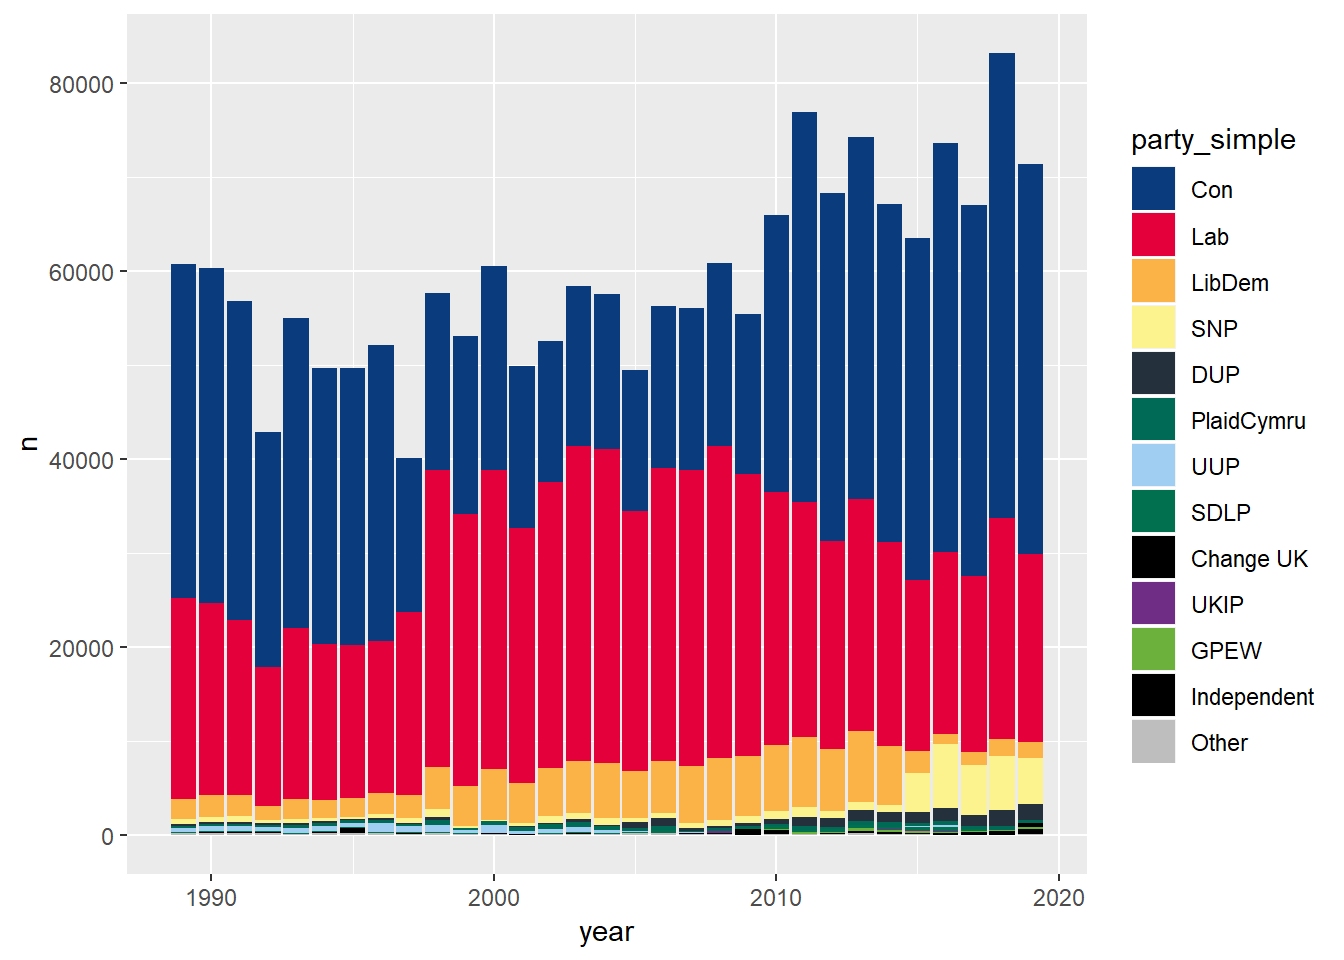 80000
60000
40000
20000
0
n
1990
2000
2010
2020
year
party_simple
Con
Lab
LibDem
SNP
DUP
PlaidCymru
UUP
SDLP
Change UK
UKIP
GPEW
Independent
Other